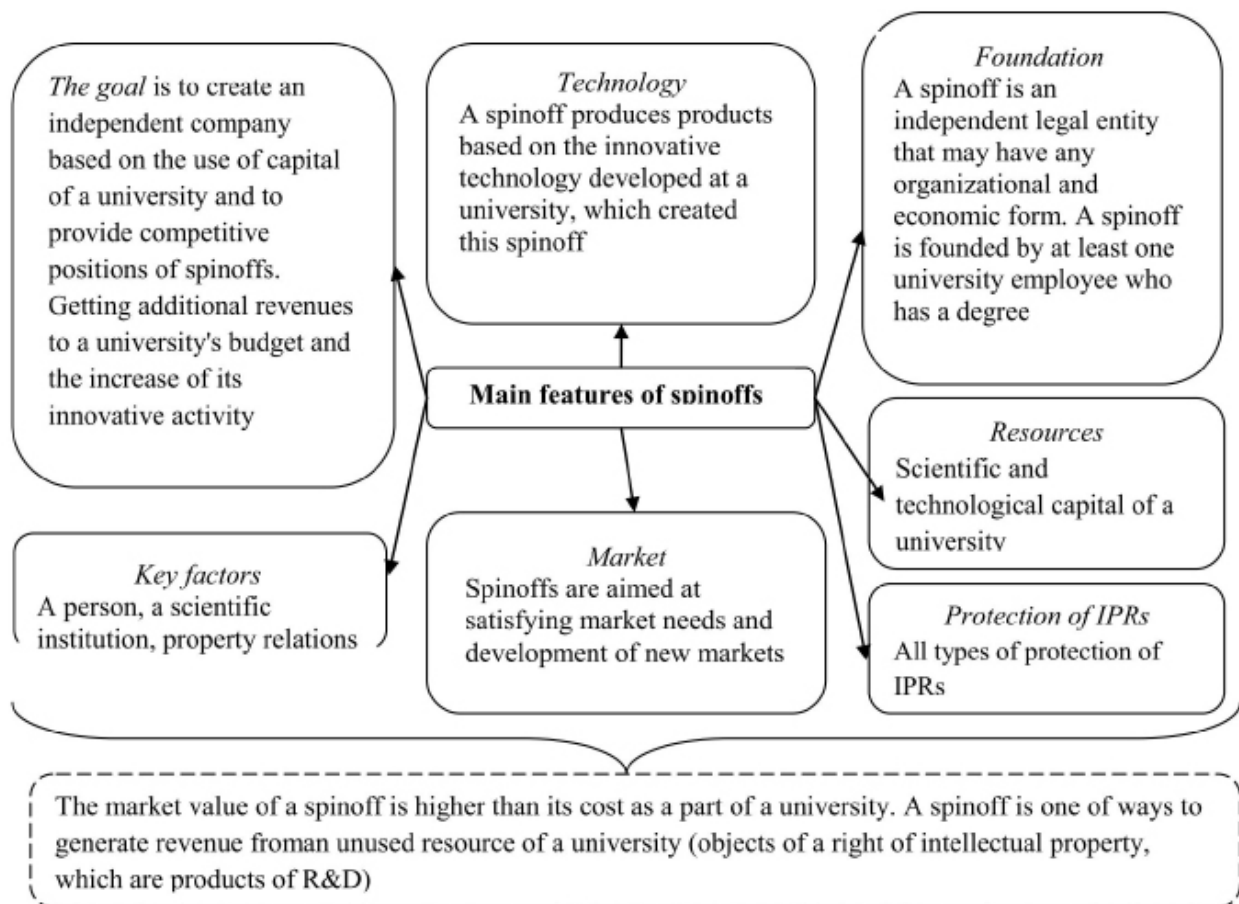 The goal is to create an
independent company
based on the use of capital
of a university and to
provide competitive
positions of spinoffs.
Getting additional revenues
to a university's budget and
the increase of its
innovative activity
Technology
A spinoff produces products
based on the innovative
technology developed at a
university, which created
this spinoff
Foundation
A spinoff is an
independent legal entity
that may have any
organizational and
economic form. A spinoff
is founded by at least one
university employee who
has a degree
Main features of spinoffs
Resources
Scientific and
technological capital of a
university
Key factors
A person, a scientific
institution, property relations
Market
Spinoffs are aimed at
satisfying market needs and
development of new markets
Protection of IPRs
All types of protection of
IPRs
The market value of a spinoff is higher than its cost as a part of a university. A spinoff is one of ways to
generate revenue froman unused resource of a university (objects of a right of intellectual property,
which are products of R&D)